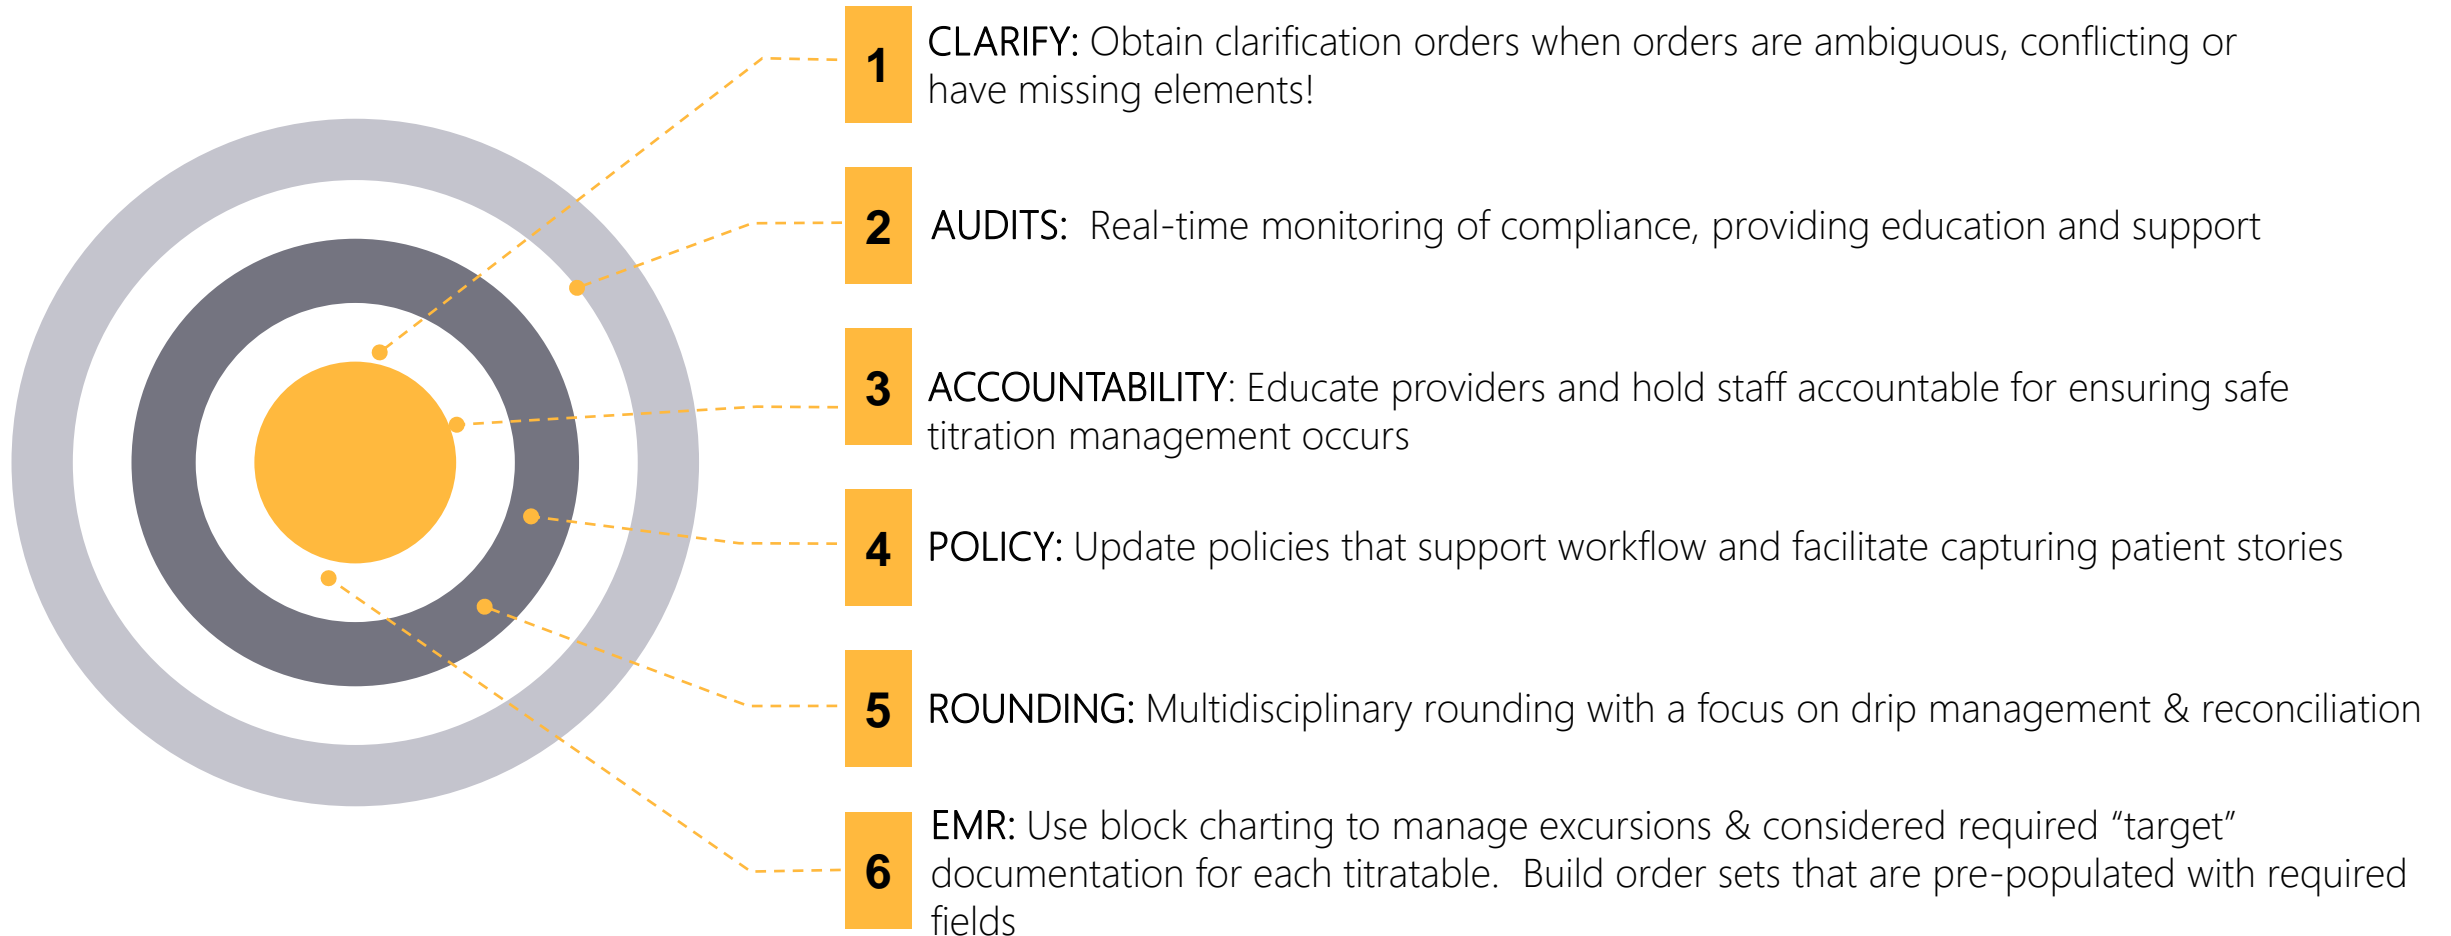 1
CLARIFY: Obtain clarification orders when orders are ambiguous, conflicting or
have missing elements!
2
AUDITS:  Real-time monitoring of compliance, providing education and support
3
ACCOUNTABILITY: Educate providers and hold staff accountable for ensuring safe
titration management occurs
4
POLICY: Update policies that support workflow and facilitate capturing patient stories
5
ROUNDING: Multidisciplinary rounding with a focus on drip management & reconciliation
6
EMR: Use block charting to manage excursions & considered required “target”
documentation for each titratable.  Build order sets that are pre-populated with required
fields